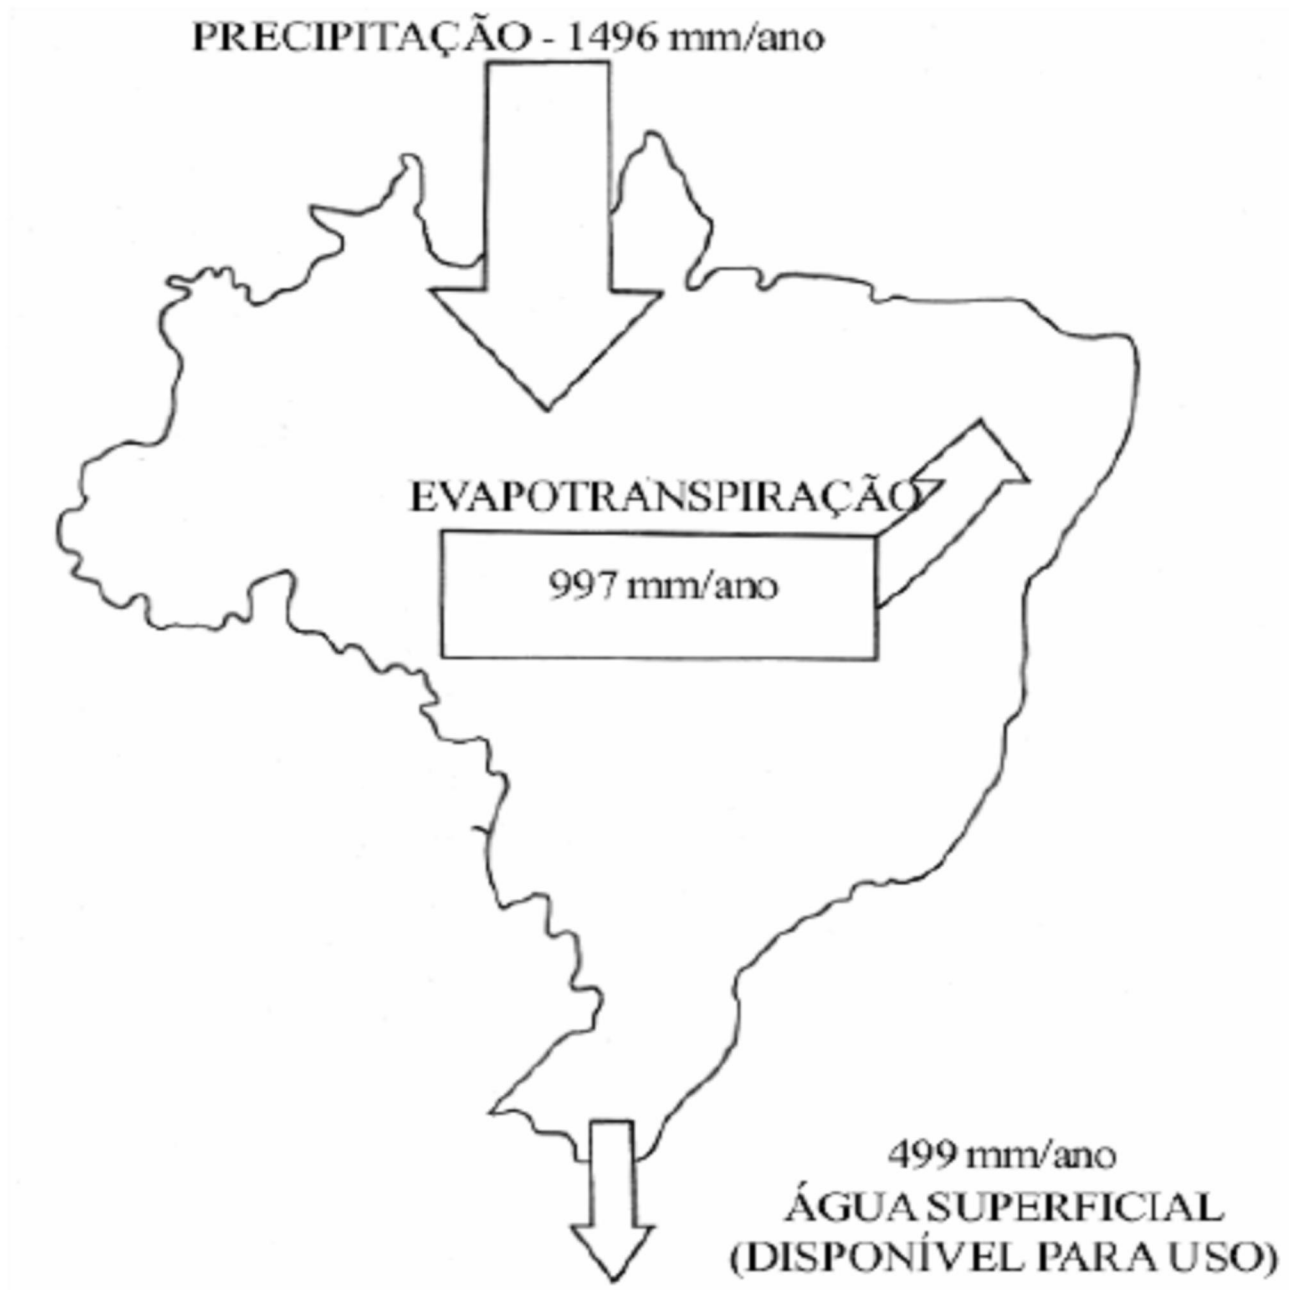 PRECIPITAÇÃO - 1496 mm/ano
EVAPOTRANSPIRAÇÃO
997 mm/ano
499 mm/ano
ÁGUA SUPERFICIAL
(DISPONÍVEL PARA USO)